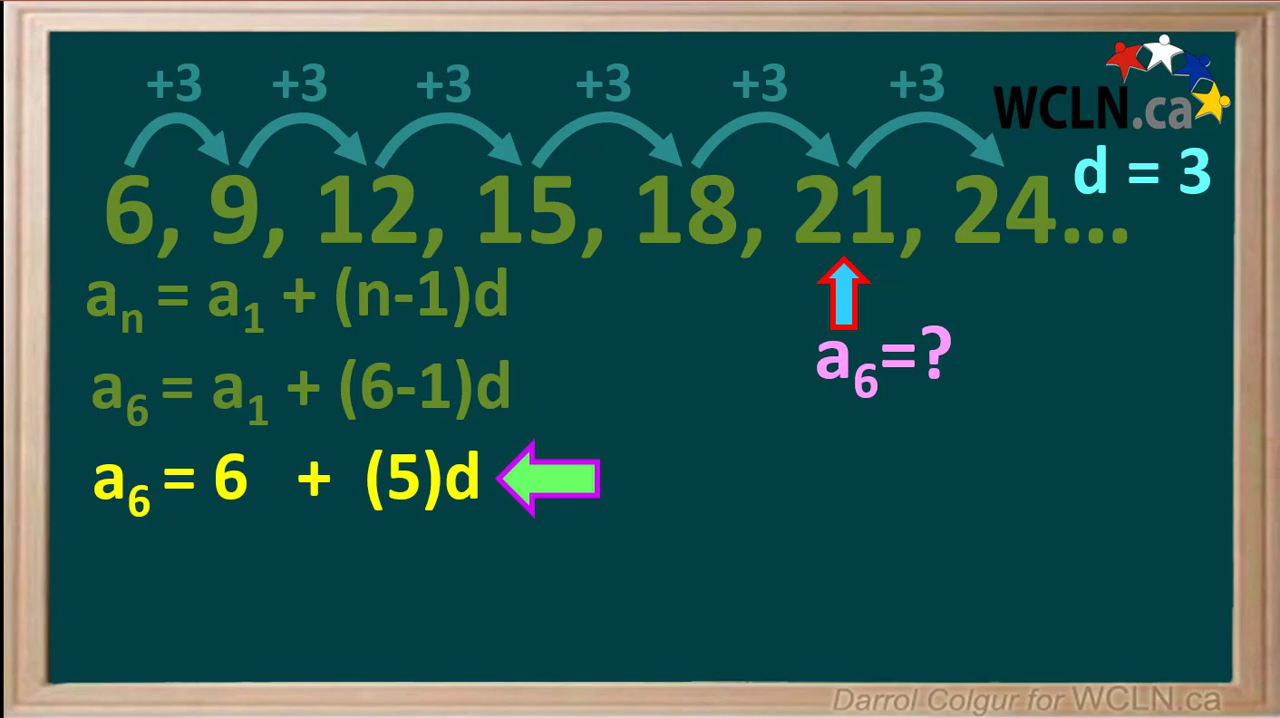 +3 +3 +3 +3 +3 +3
WCLN.ca
d = 3
6, 9, 12, 15, 18, 21, 24...
aₙ = a₁ + (n-1)d
a₆=?
a₆ = a₁ + (6-1)d
a₆ = 6 + (5)d
Darrol Colgur for WCLN.ca